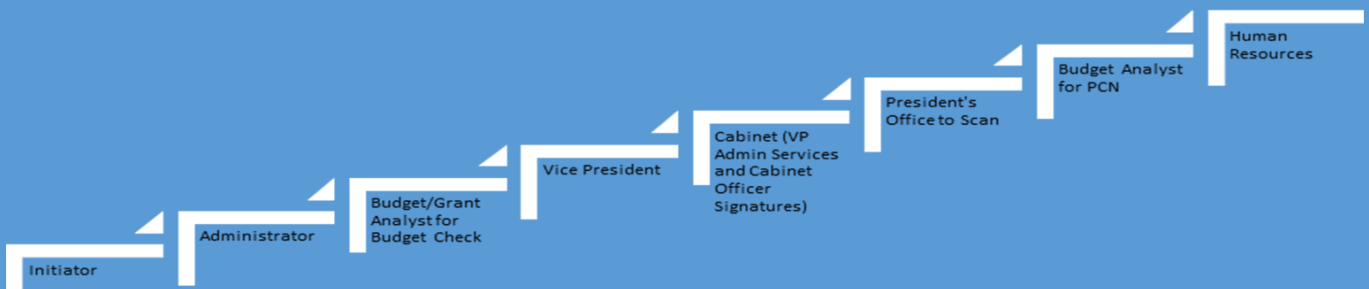 Initiator
Administrator
Budget/Grant
Analyst for
Budget Check
Vice President
Cabinet (VP
Admin Services
and Cabinet
Officer
Signatures)
President's
Office to Scan
Budget Analyst
for PCN
Human
Resources